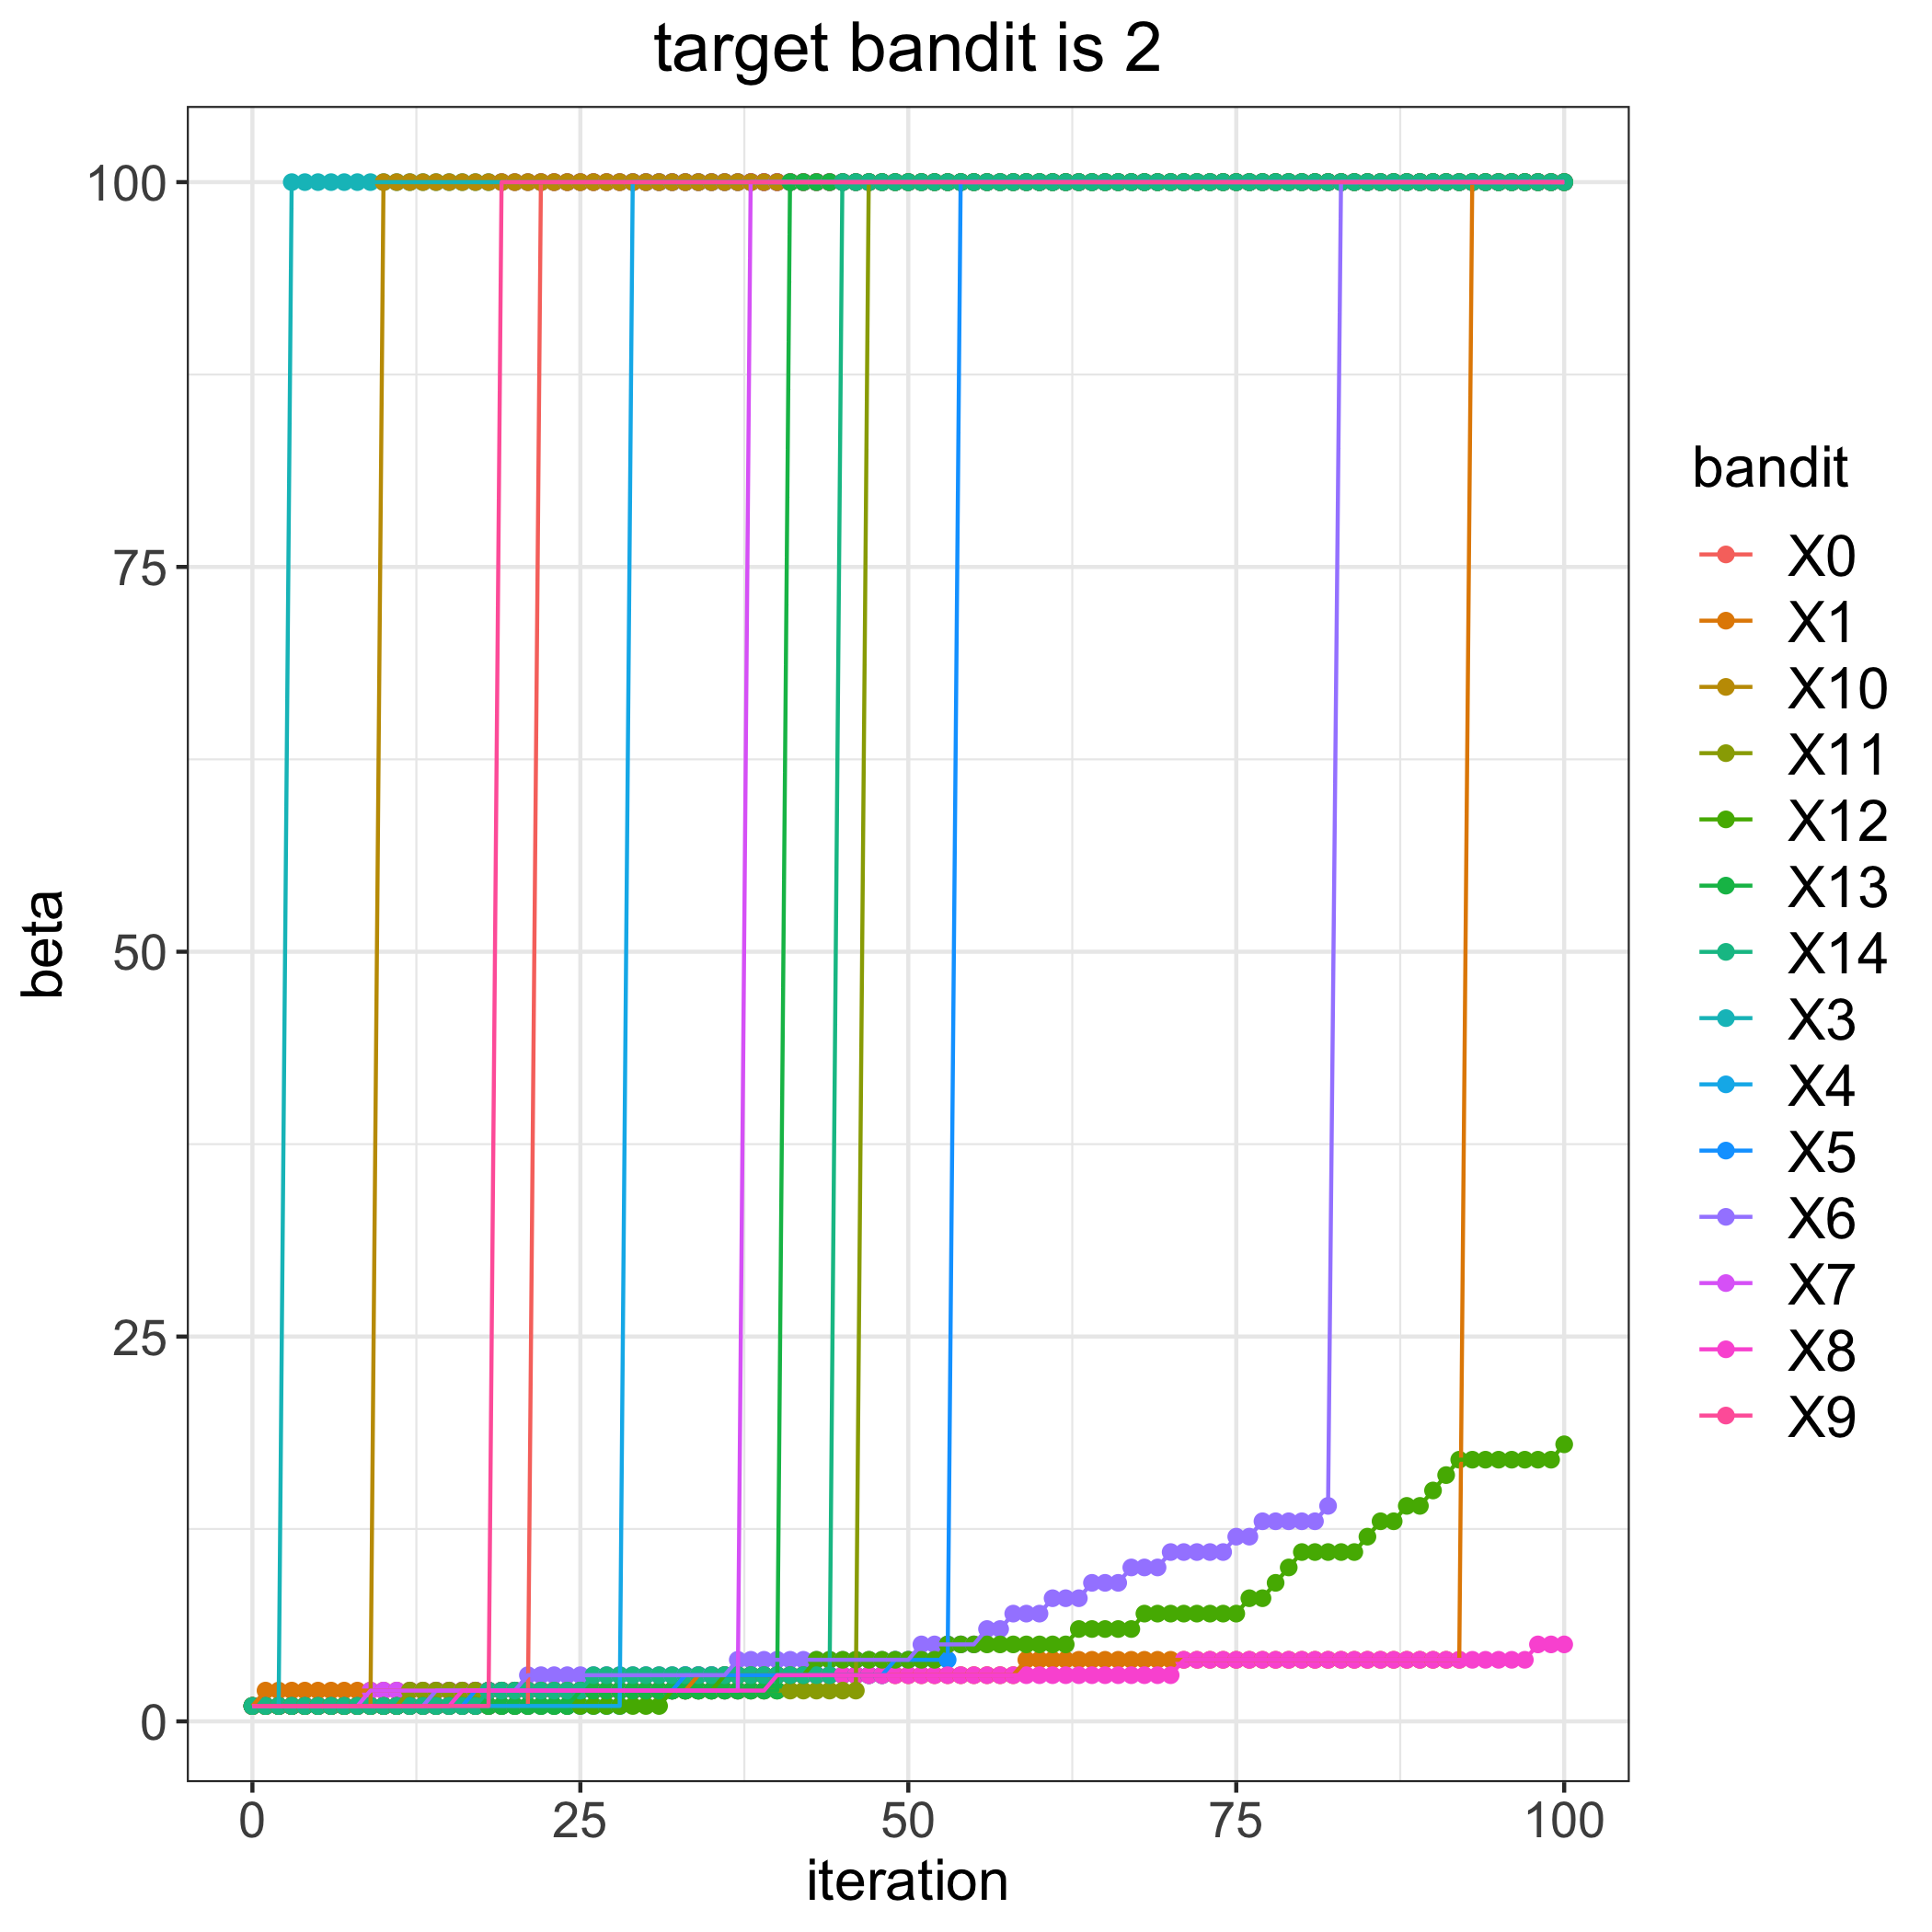 target bandit is 2
100
75
50
25
0
beta
0 25 50 75 100
iteration
bandit
X0
X1
X10
X11
X12
X13
X14
X3
X4
X5
X6
X7
X8
X9